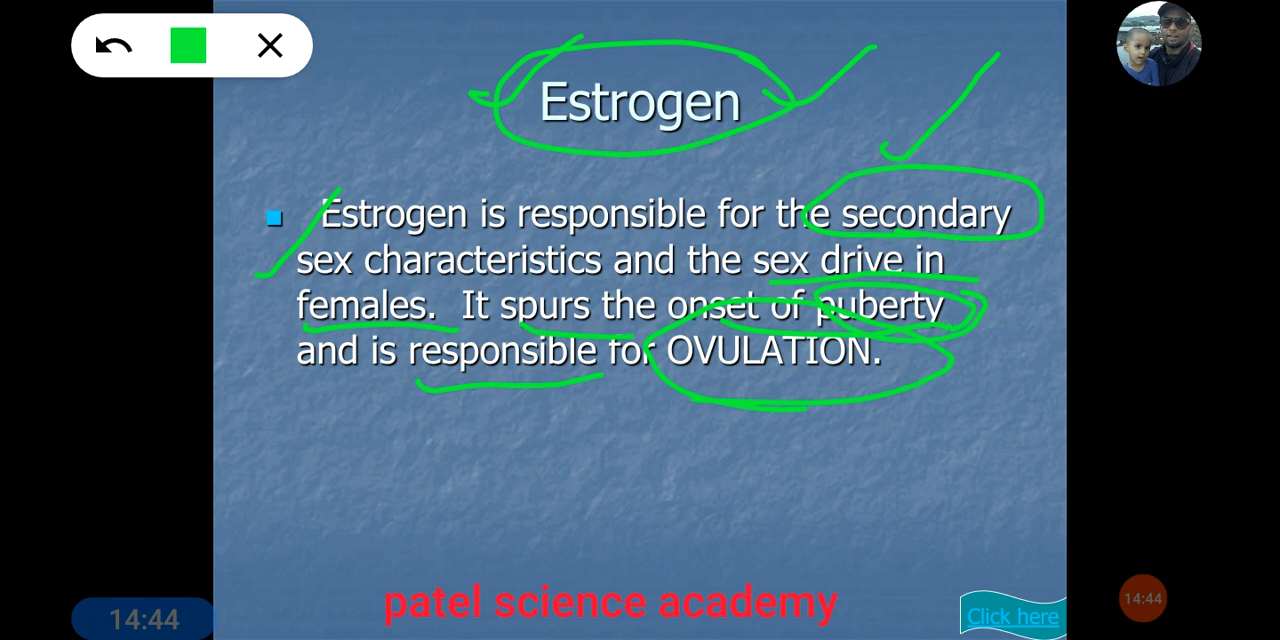 Estrogen
Estrogen is responsible for the secondary
sex characteristics and the sex drive in
females. It spurs the onset of puberty
and is responsible for OVULATION.
patel science academy
Click here
14:44
14:44